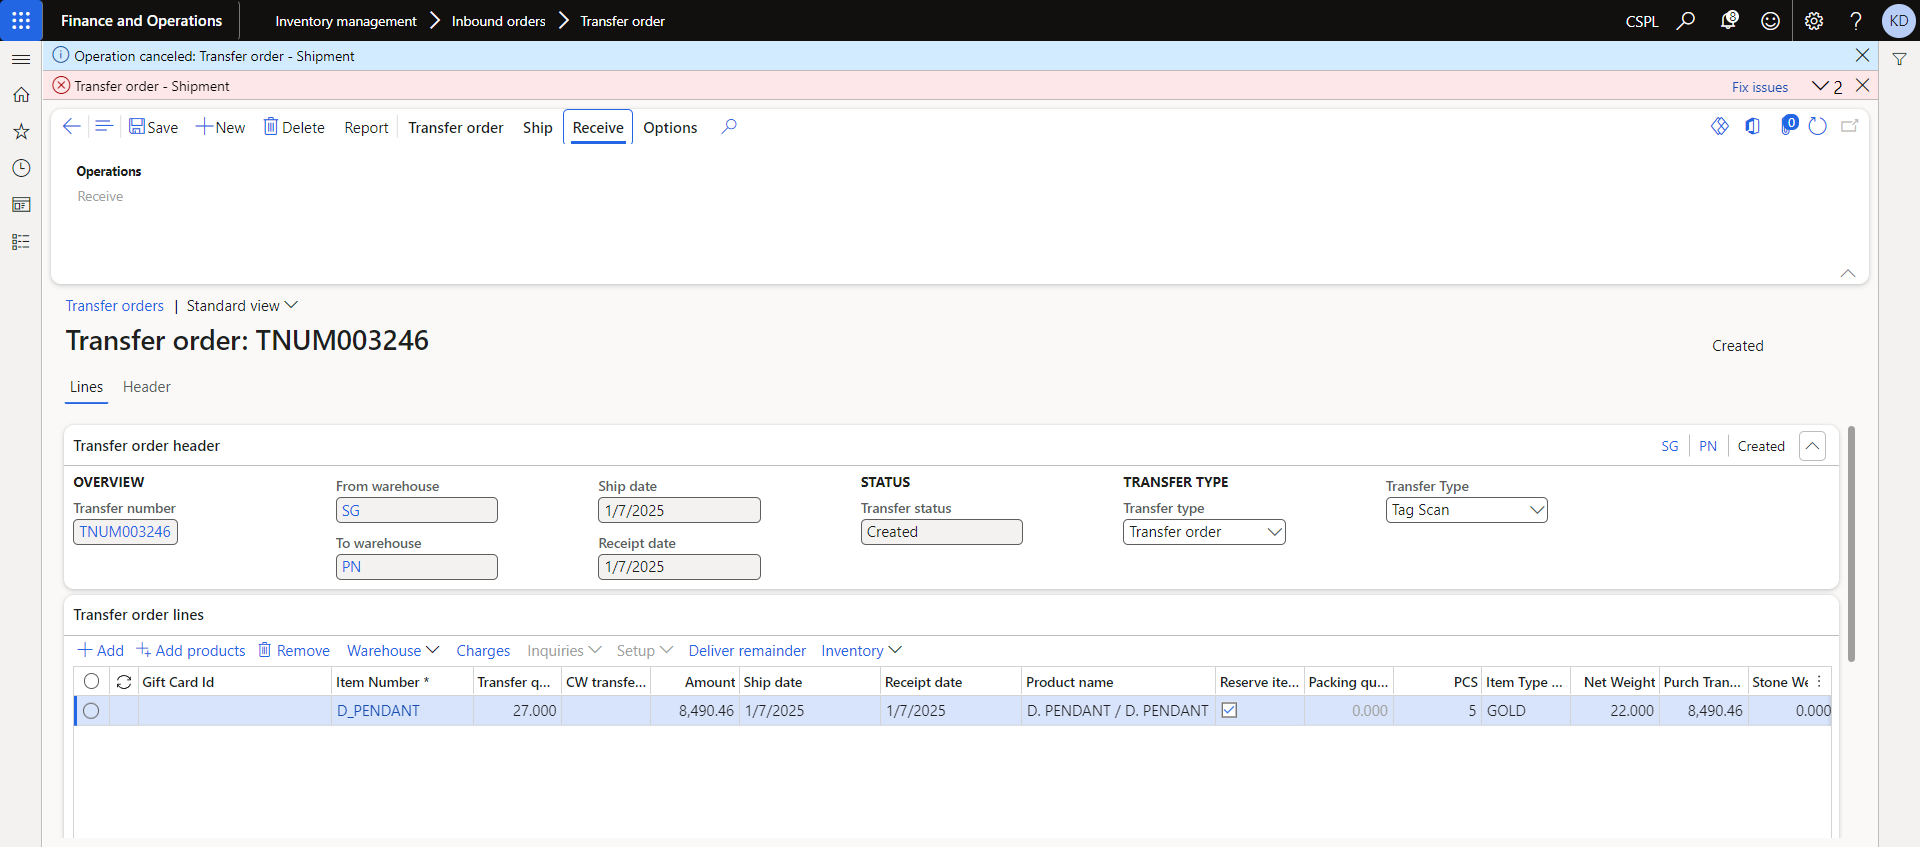 Finance and Operations
Inventory management Inbound orders Transfer order
CSPL 8 ? KD
Operation canceled: Transfer order - Shipment
Transfer order - Shipment
Fix issues 2
Save New Delete Report Transfer order Ship Receive Options 0
Operations
Receive
Transfer orders | Standard view
Transfer order: TNUM003246
Created
Lines Header
Transfer order header SG PN Created
OVERVIEW
Transfer number
TNUM003246
From warehouse
SG
To warehouse
PN
Ship date
1/7/2025
Receipt date
1/7/2025
STATUS
Transfer status
Created
TRANSFER TYPE
Transfer type
Transfer order
Transfer Type
Tag Scan
Transfer order lines
Add Add products Remove Warehouse Charges Inquiries Setup Deliver remainder Inventory
Gift Card Id Item Number * Transfer q... CW transfe... Amount Ship date Receipt date Product name Reserve ite... Packing qu... PCS Item Type ... Net Weight Purch Tran... Stone We
D_PENDANT 27.000 8,490.46 1/7/2025 1/7/2025 D. PENDANT / D. PENDANT 0.000 5 GOLD 22.000 8,490.46 0.000